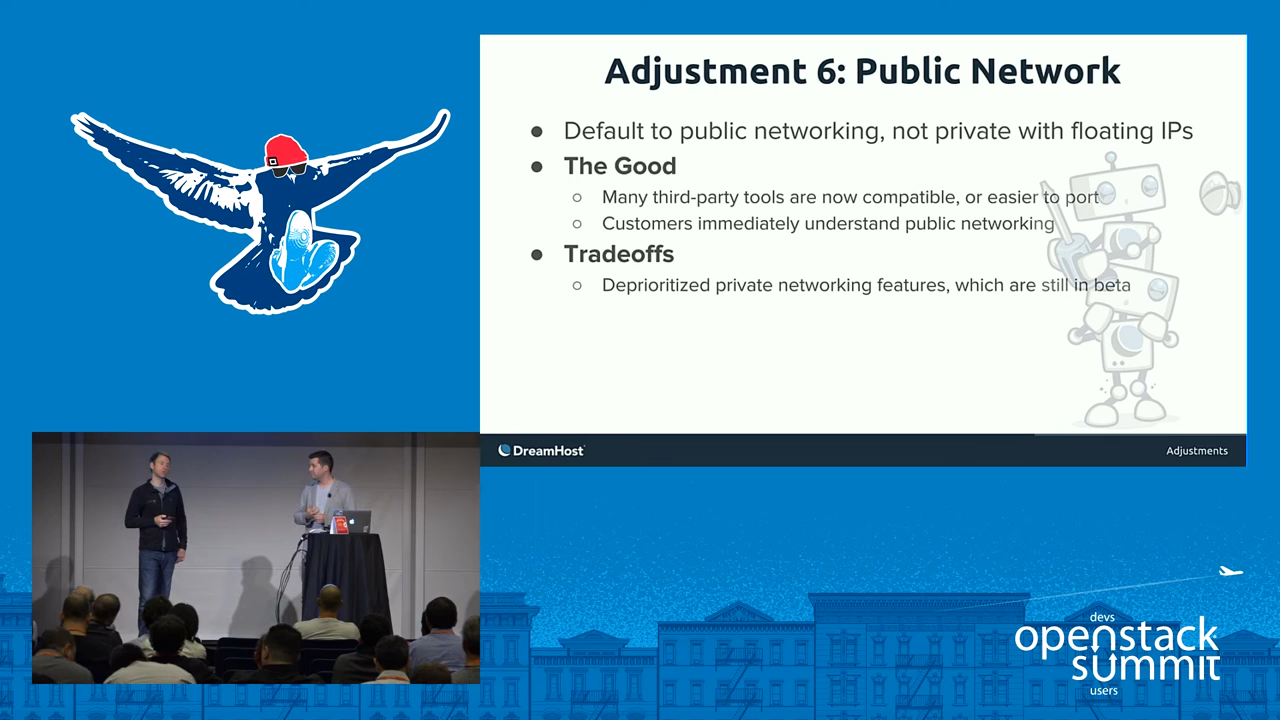 Adjustment 6: Public Network
● Default to public networking, not private with floating IPs
● The Good
○ Many third-party tools are now compatible, or easier to port
○ Customers immediately understand public networking
● Tradeoffs
○ Deprioritized private networking features, which are still in beta
DreamHost
Adjustments
devs
openstack
summit
users